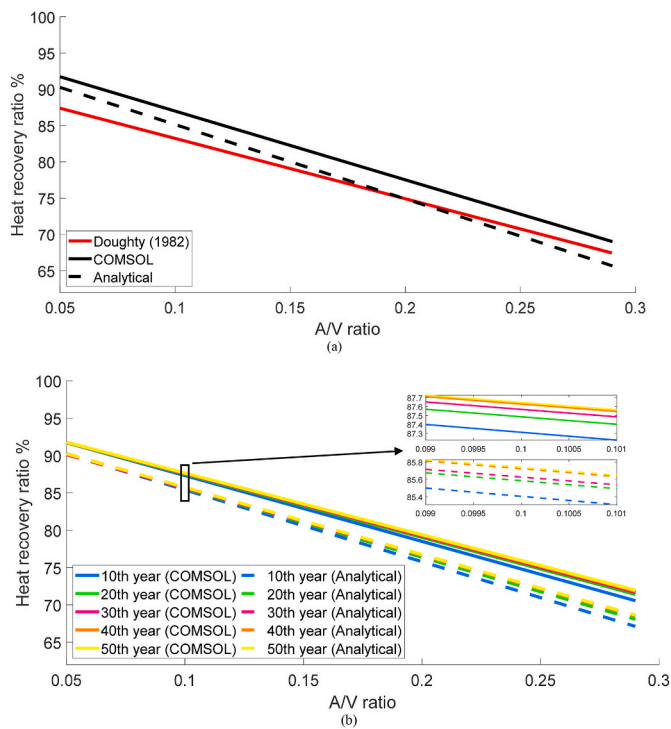 100
95
90
85
80
75
70
65
Heat recovery ratio %
Doughty (1982)
COMSOL
Analytical
0.05
0.1
0.15
0.2
0.25
0.3
A/V ratio
(a)
100
95
90
85
80
75
70
65
Heat recovery ratio %
87.7
87.6
87.5
87.4
87.3
0.099
0.0995
0.1
0.1005
0.101
85.8
85.6
85.4
0.099
0.0995
0.1
0.1005
0.101
10th year (COMSOL)
20th year (COMSOL)
30th year (COMSOL)
40th year (COMSOL)
50th year (COMSOL)
10th year (Analytical)
20th year (Analytical)
30th year (Analytical)
40th year (Analytical)
50th year (Analytical)
0.05
0.1
0.15
0.2
0.25
0.3
A/V ratio
(b)